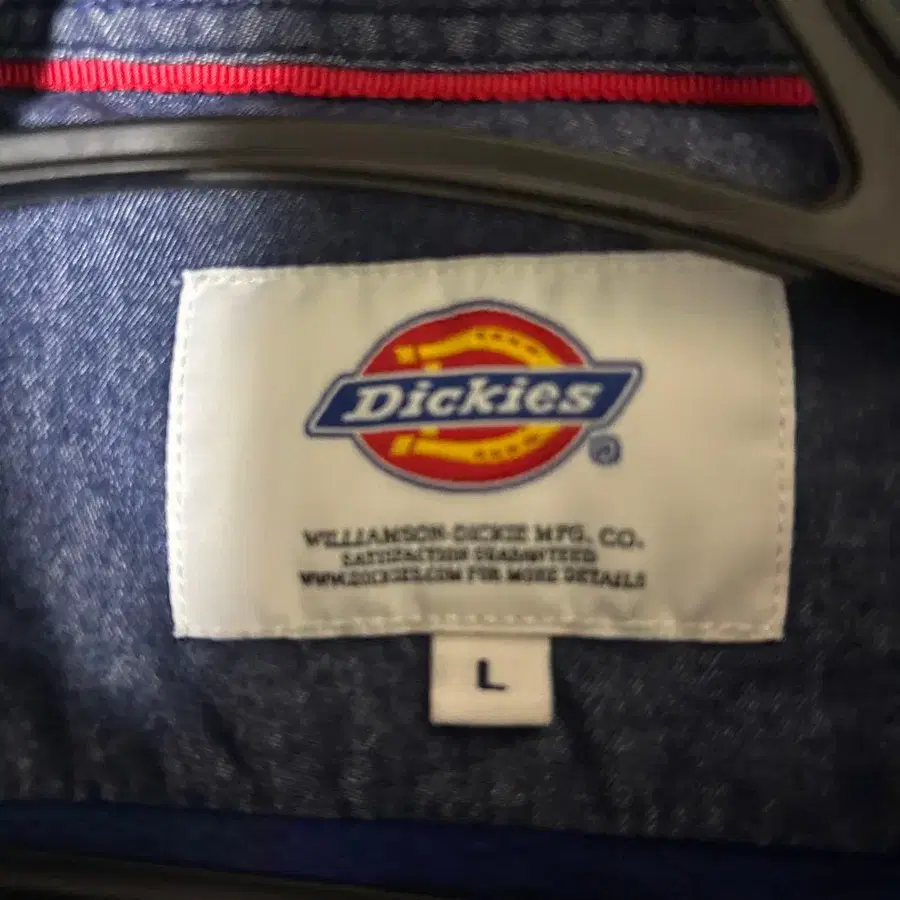 Dickies
®
WILLIAMSON-DICKIE MFG. CO.
SATISFACTION GUARANTEED
WWW.DICKIES.COM FOR MORE DETAILS
L